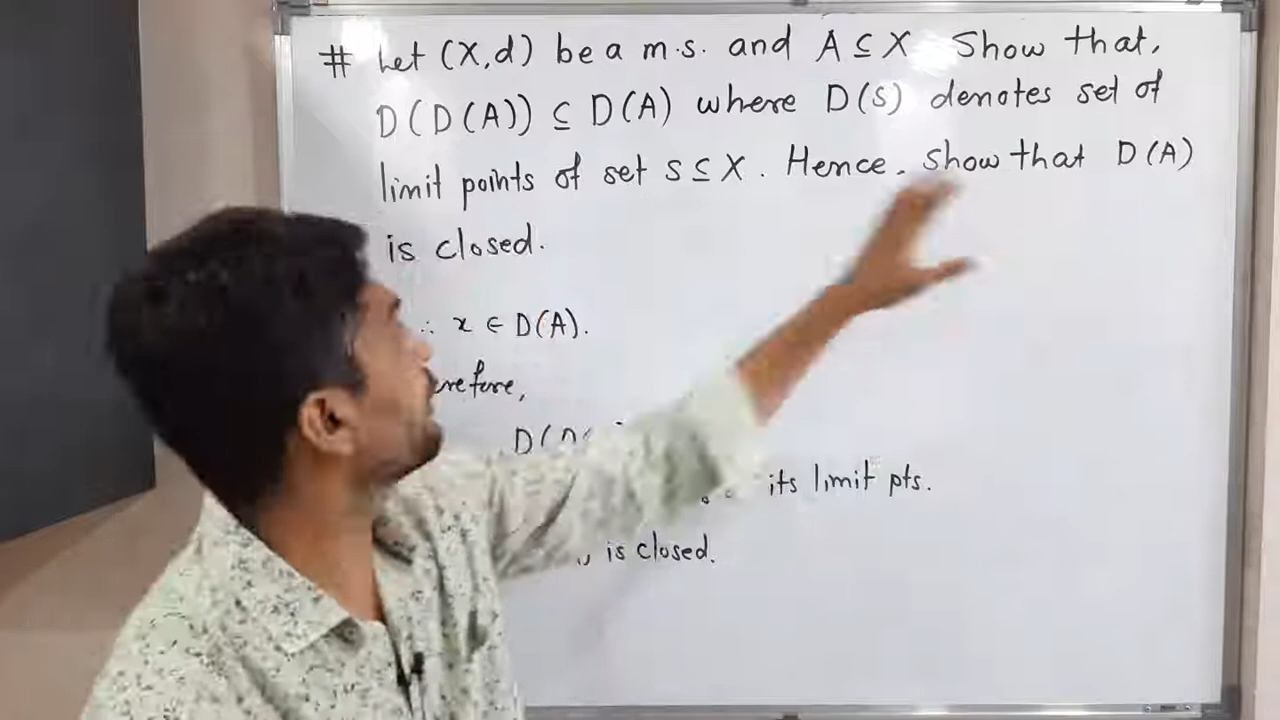 # Let (X,d) be a m.s. and A ⊆ X. Show that,
D(D(A)) ⊆ D(A) where D(S) denotes set of
limit points of set S ⊆ X. Hence, show that D(A)
is closed.
∴ x ∈ D(A).
its limit pts.
is closed.